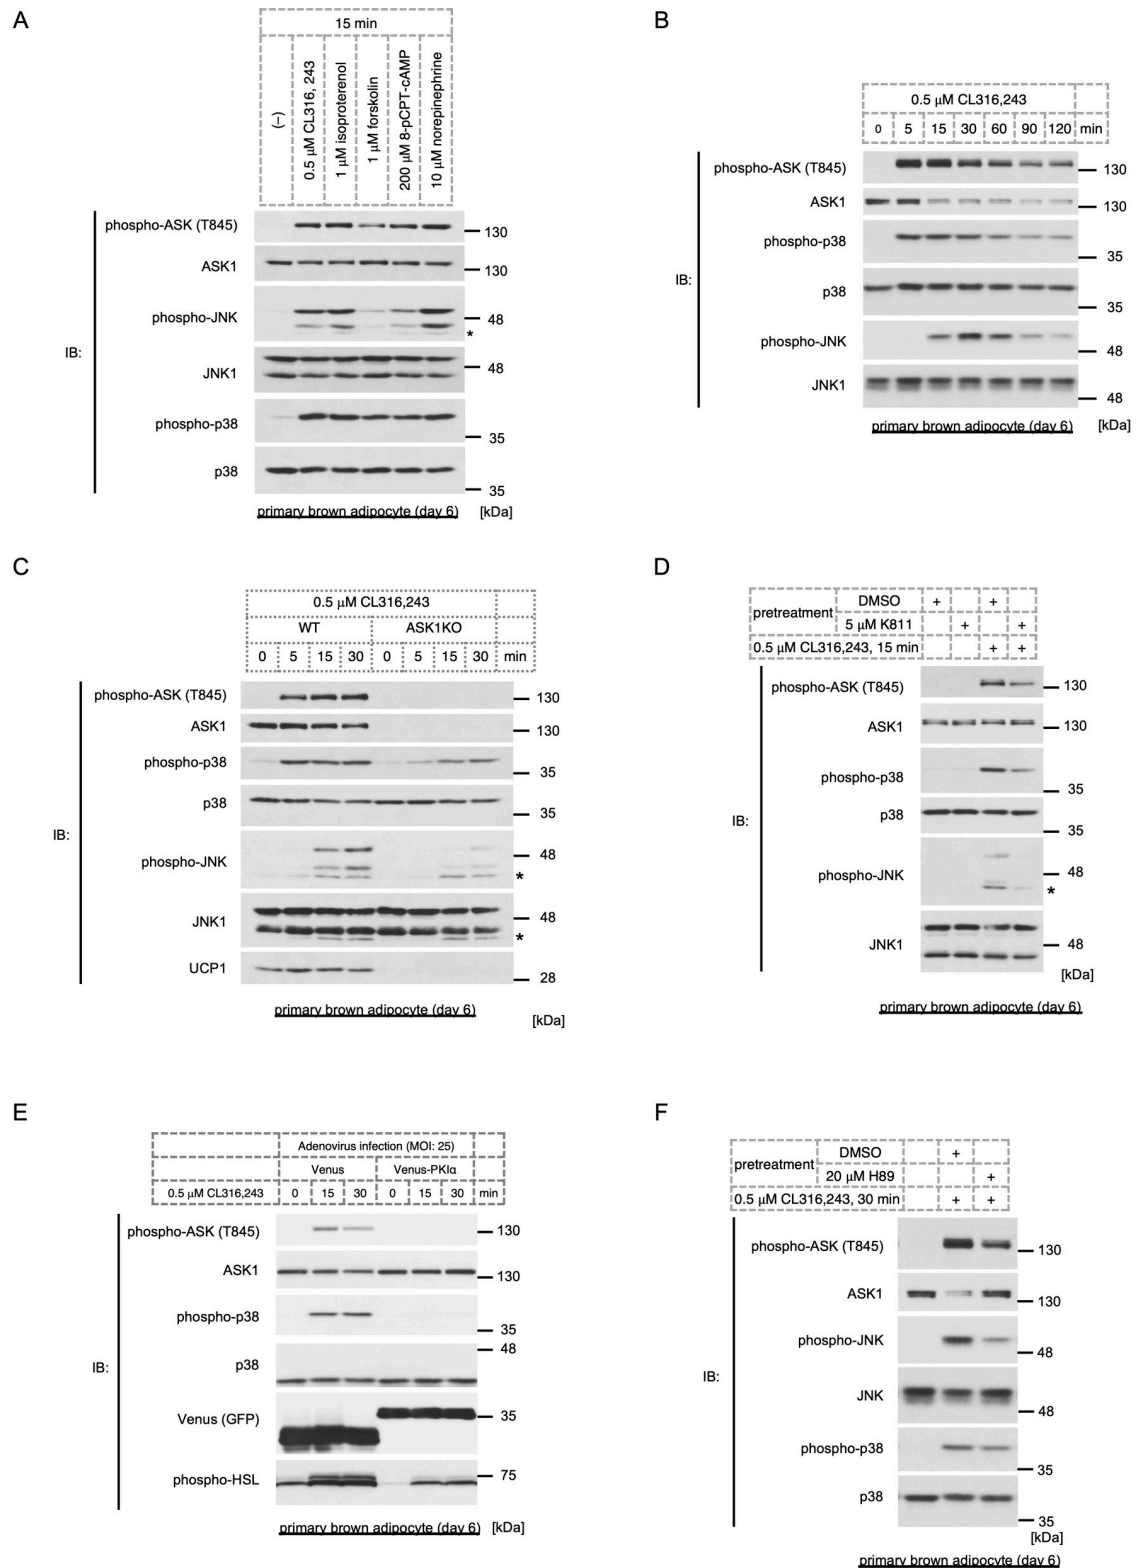 A
15 min
(–)
0.5 μM CL316, 243
1 μM isoproterenol
1 μM forskolin
200 μM 8-pCPT-cAMP
10 μM norepinephrine
IB:
phospho-ASK (T845)
130
ASK1
130
phospho-JNK
48
*
JNK1
48
phospho-p38
35
p38
35
primary brown adipocyte (day 6) [kDa]
B
0.5 μM CL316,243
0 5 15 30 60 90 120 min
IB:
phospho-ASK (T845)
130
ASK1
130
phospho-p38
35
p38
35
phospho-JNK
48
JNK1
48
primary brown adipocyte (day 6) [kDa]
C
0.5 μM CL316,243
WT ASK1KO
0 5 15 30 0 5 15 30 min
IB:
phospho-ASK (T845)
130
ASK1
130
phospho-p38
35
p38
35
phospho-JNK
48
*
JNK1
48
*
UCP1
28
primary brown adipocyte (day 6)
[kDa]
D
pretreatment
DMSO + +
5 μM K811 + +
0.5 μM CL316,243, 15 min + +
IB:
phospho-ASK (T845)
130
ASK1
130
phospho-p38
35
p38
35
phospho-JNK
48
*
JNK1
48
[kDa]
primary brown adipocyte (day 6)
E
Adenovirus infection (MOI: 25)
Venus Venus-PKIα
0.5 μM CL316,243 0 15 30 0 15 30 min
IB:
phospho-ASK (T845)
130
ASK1
130
phospho-p38
35
48
p38
Venus (GFP)
35
phospho-HSL
75
primary brown adipocyte (day 6) [kDa]
F
pretreatment
DMSO +
20 μM H89 +
0.5 μM CL316,243, 30 min + +
IB:
phospho-ASK (T845)
130
ASK1
130
phospho-JNK
48
JNK
48
phospho-p38
35
p38
35
[kDa]
primary brown adipocyte (day 6)